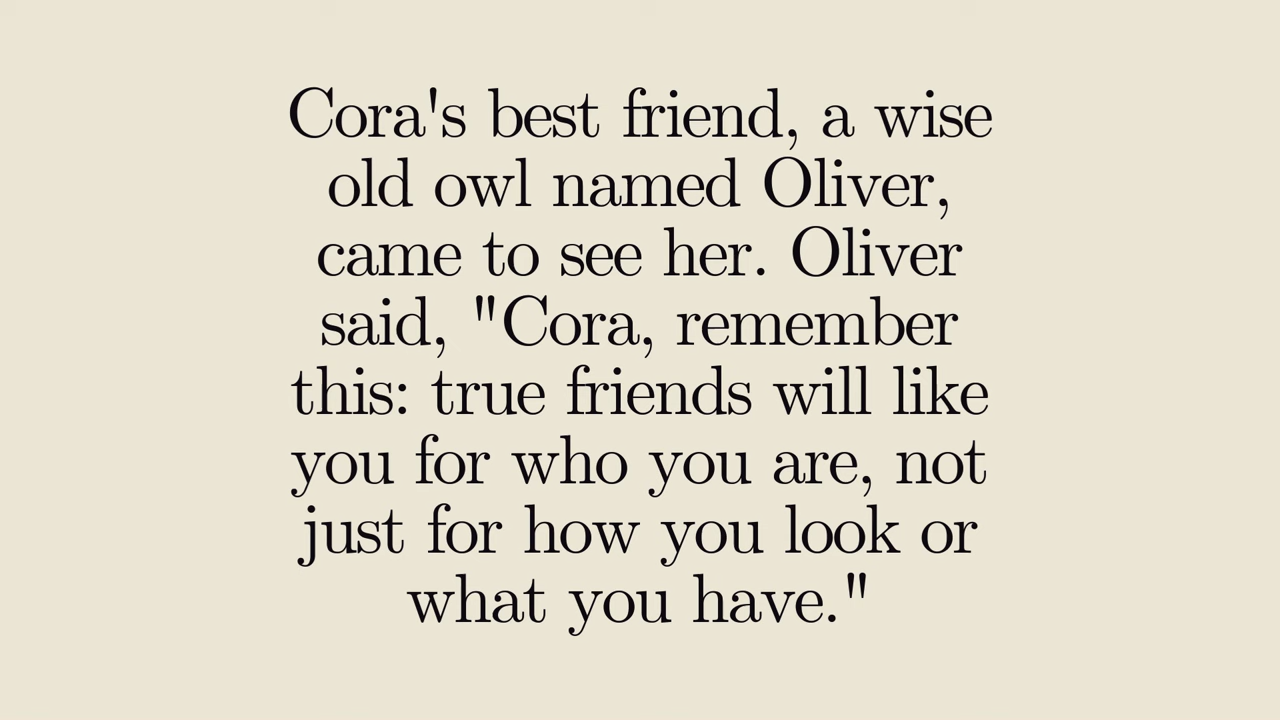 Cora's best friend, a wise
old owl named Oliver,
came to see her. Oliver
said, "Cora, remember
this: true friends will like
you for who you are, not
just for how you look or
what you have."